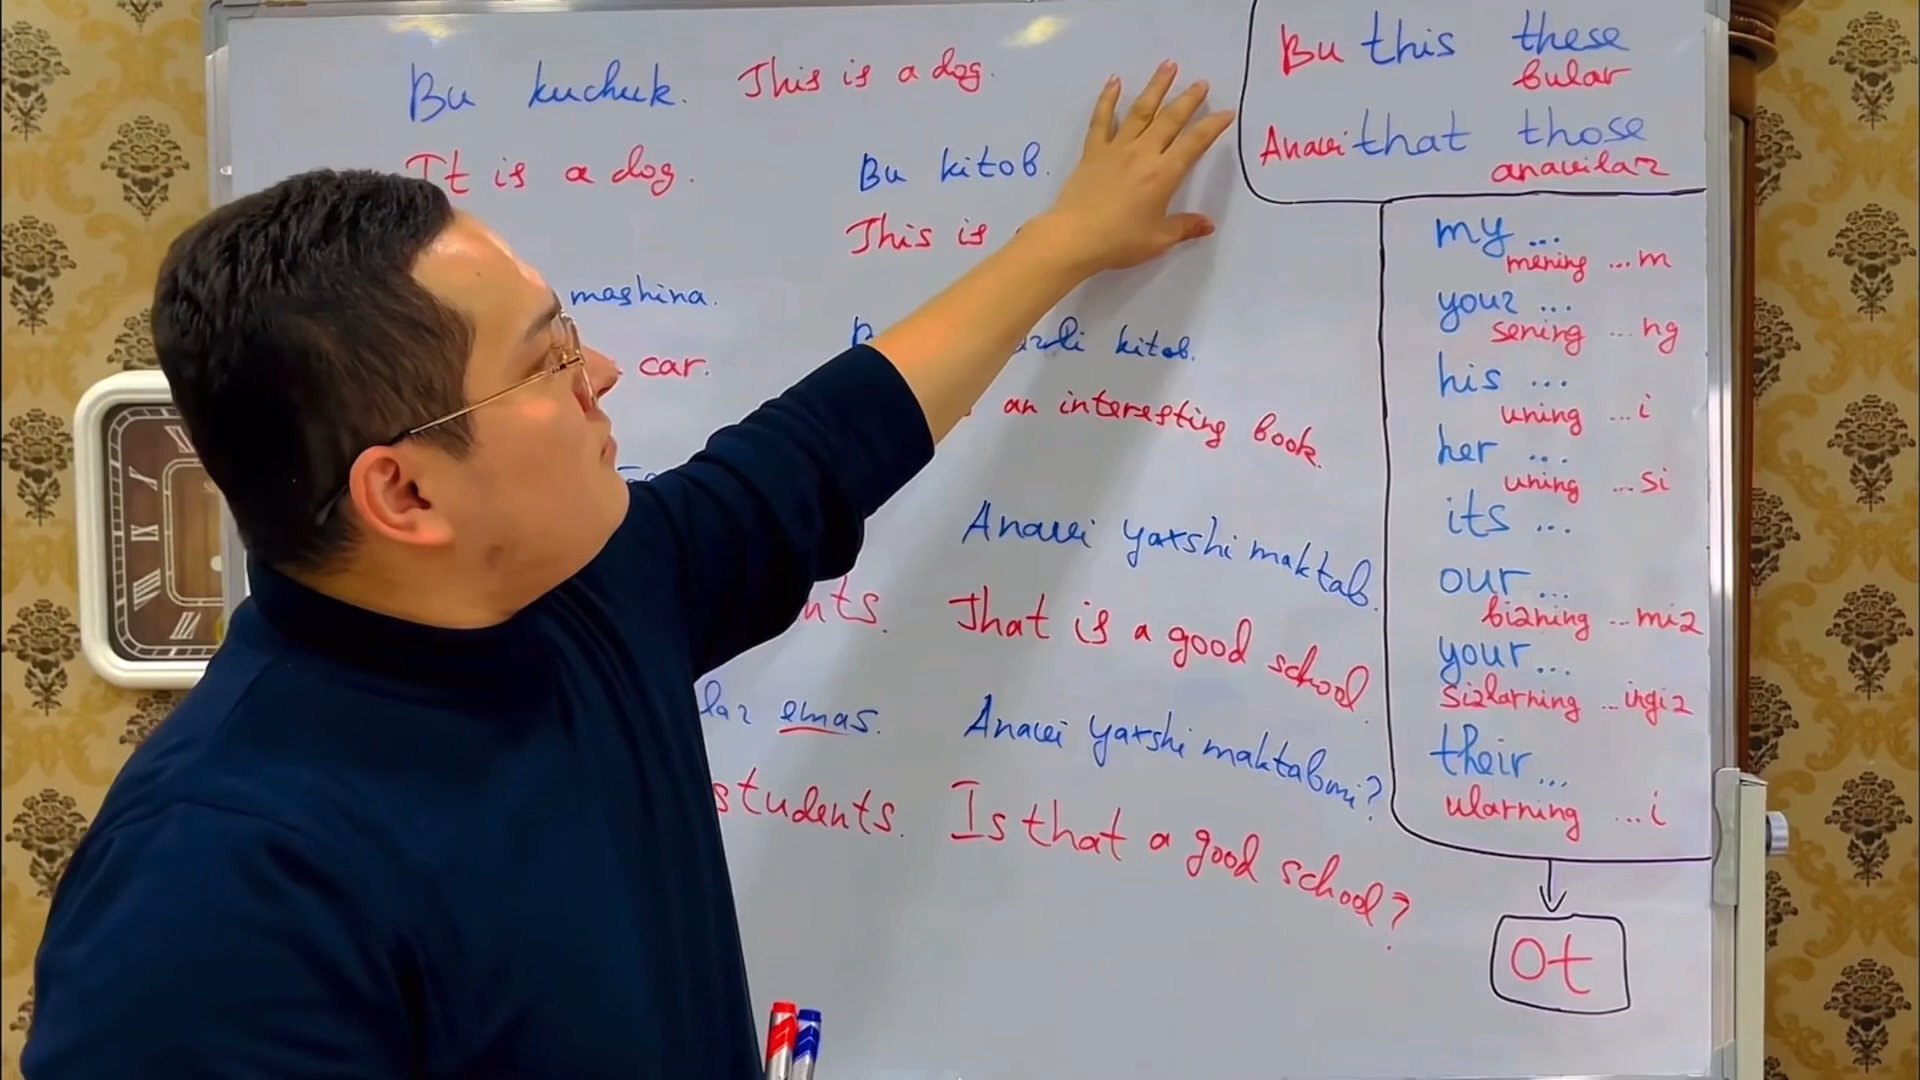 Bu kuchuk. This is a dog.
It is a dog.
Bu kitob.
This is
mashina.
car.
kitob.
an interesting book.
Anavi yaxshi maktab.
That is a good school.
emas.
Anavi yaxshi maktabmi?
students.
Is that a good school?
Bu this these
bular
Anavi that those
anavilar
my ...
mening ...m
your ...
sening ...ng
his ...
uning ...i
her ...
uning ...si
its ...
our ...
bizning ...miz
your...
sizlarning ...ingiz
their...
ularning ...i
Ot
IX